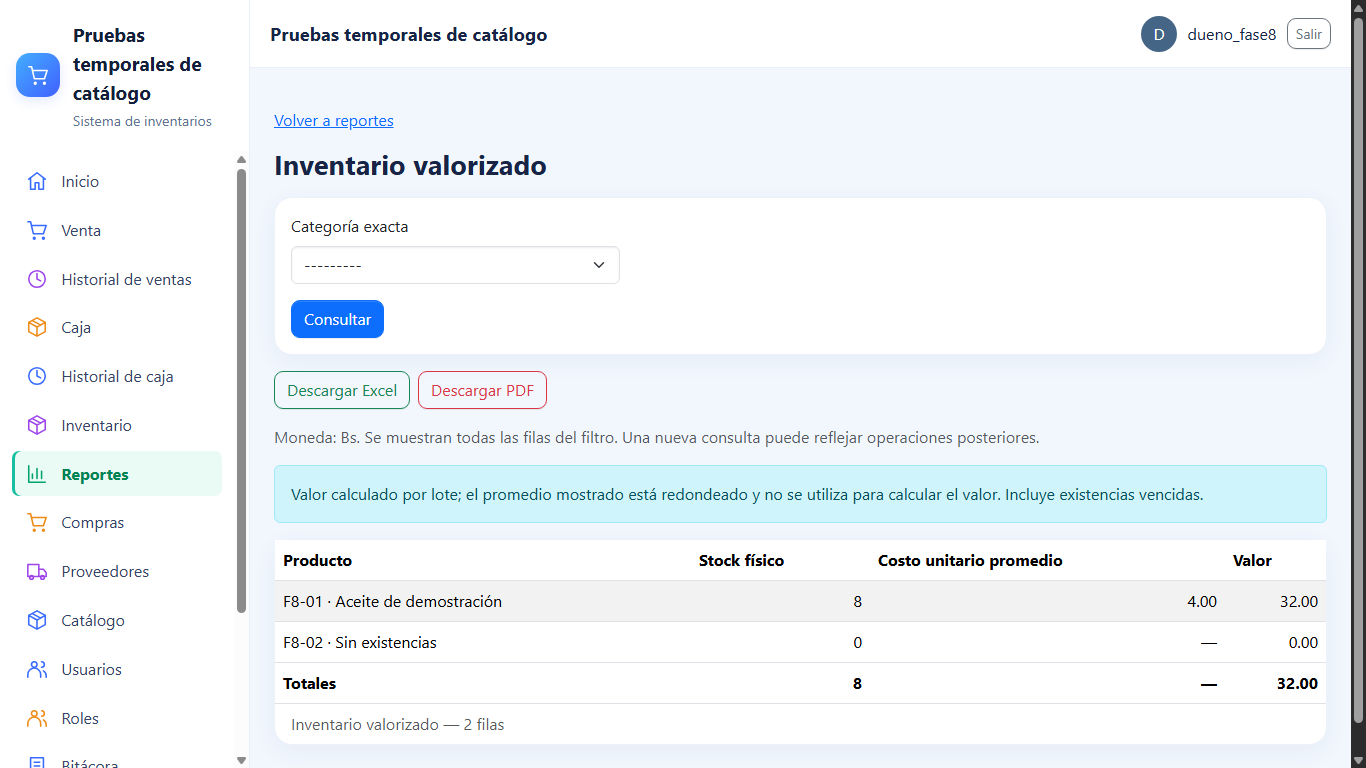 Pruebas temporales de catálogo
Sistema de inventarios
Inicio
Venta
Historial de ventas
Caja
Historial de caja
Inventario
Reportes
Compras
Proveedores
Catálogo
Usuarios
Roles
Bitácora
Pruebas temporales de catálogo
D dueno_fase8 Salir
Volver a reportes
Inventario valorizado
Categoría exacta
---------
Consultar
Descargar Excel Descargar PDF
Moneda: Bs. Se muestran todas las filas del filtro. Una nueva consulta puede reflejar operaciones posteriores.
Valor calculado por lote; el promedio mostrado está redondeado y no se utiliza para calcular el valor. Incluye existencias vencidas.
Producto Stock físico Costo unitario promedio Valor
F8-01 · Aceite de demostración 8 4.00 32.00
F8-02 · Sin existencias 0 — 0.00
Totales 8 — 32.00
Inventario valorizado — 2 filas